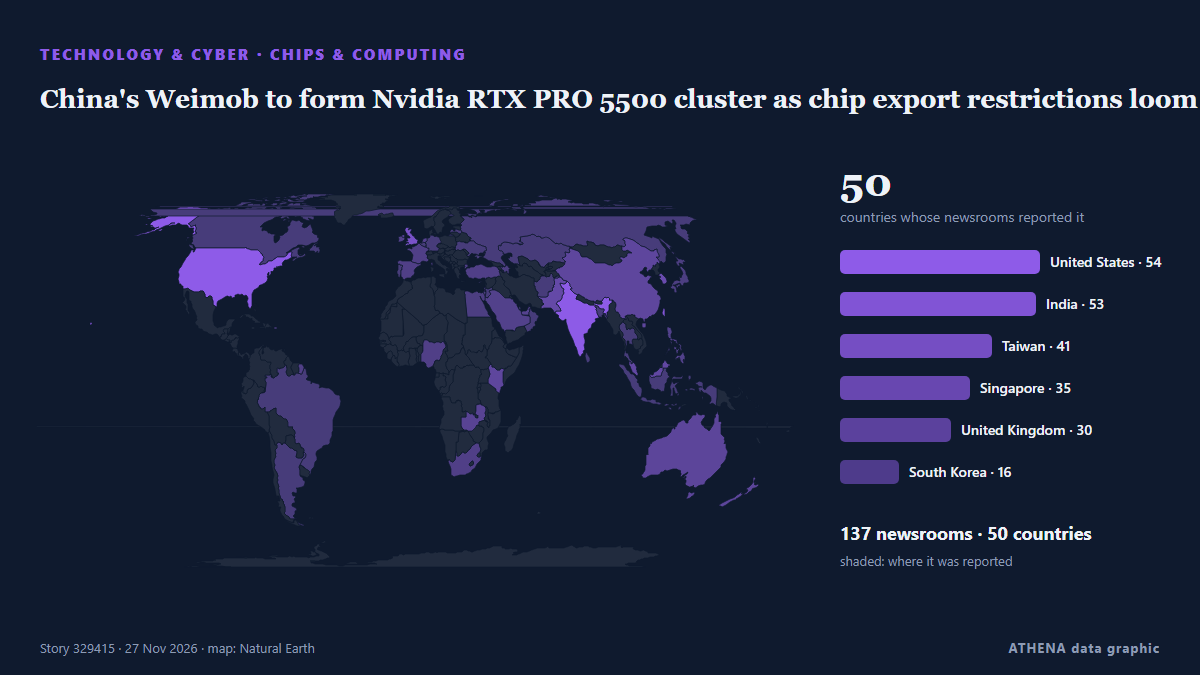 TECHNOLOGY & CYBER · CHIPS & COMPUTING
China's Weimob to form Nvidia RTX PRO 5500 cluster as chip export restrictions loom
50
countries whose newsrooms reported it
United States · 54
India · 53
Taiwan · 41
Singapore · 35
United Kingdom · 30
South Korea · 16
137 newsrooms · 50 countries
shaded: where it was reported
Story 329415 · 27 Nov 2026 · map: Natural Earth
ATHENA data graphic